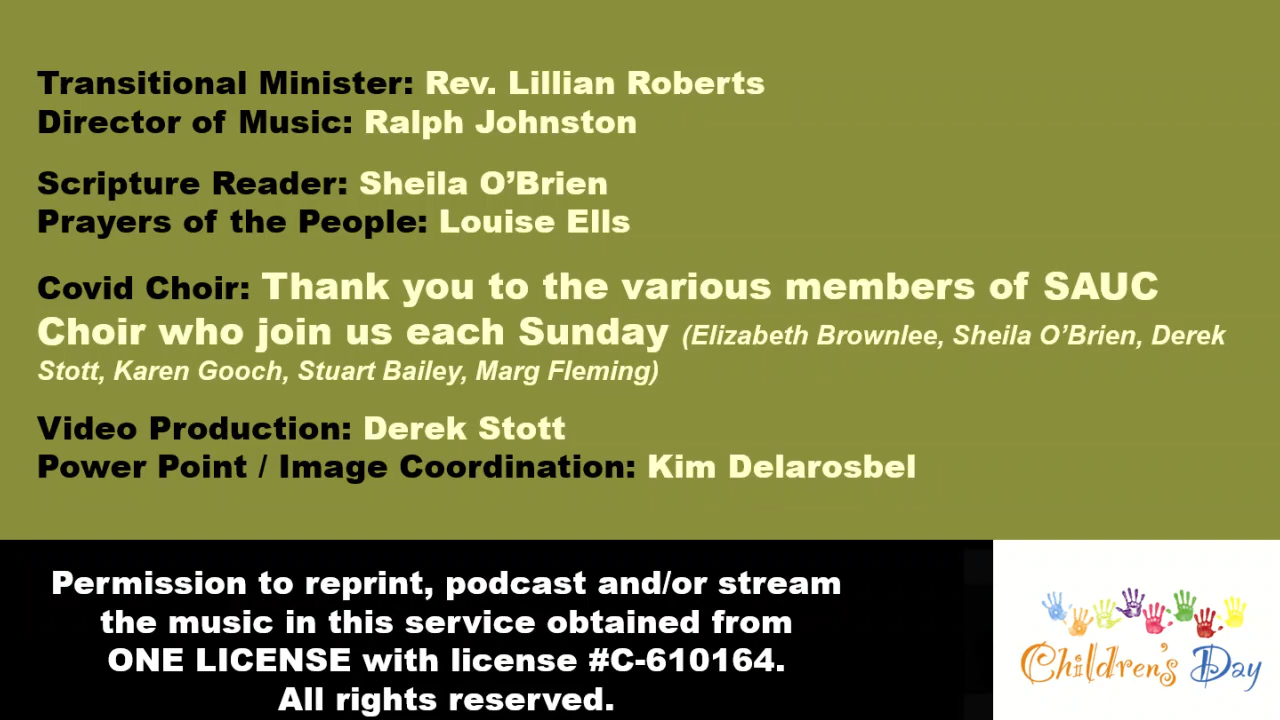 Transitional Minister: Rev. Lillian Roberts
Director of Music: Ralph Johnston
Scripture Reader: Sheila O’Brien
Prayers of the People: Louise Ells
Covid Choir: Thank you to the various members of SAUC
Choir who join us each Sunday (Elizabeth Brownlee, Sheila O’Brien, Derek
Stott, Karen Gooch, Stuart Bailey, Marg Fleming)
Video Production: Derek Stott
Power Point / Image Coordination: Kim Delarosbel
Permission to reprint, podcast and/or stream
the music in this service obtained from
ONE LICENSE with license #C-610164.
All rights reserved.
Children's Day